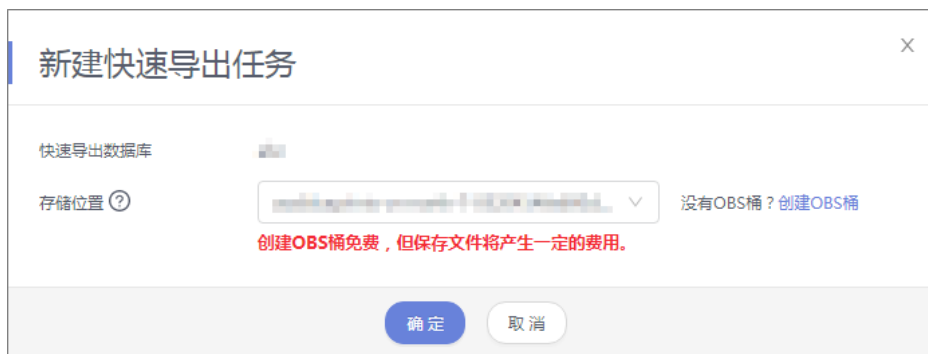 新建快速导出任务
快速导出数据库
存储位置 ?
没有OBS桶？创建OBS桶
创建OBS桶免费，但保存文件将产生一定的费用。
确定 取消